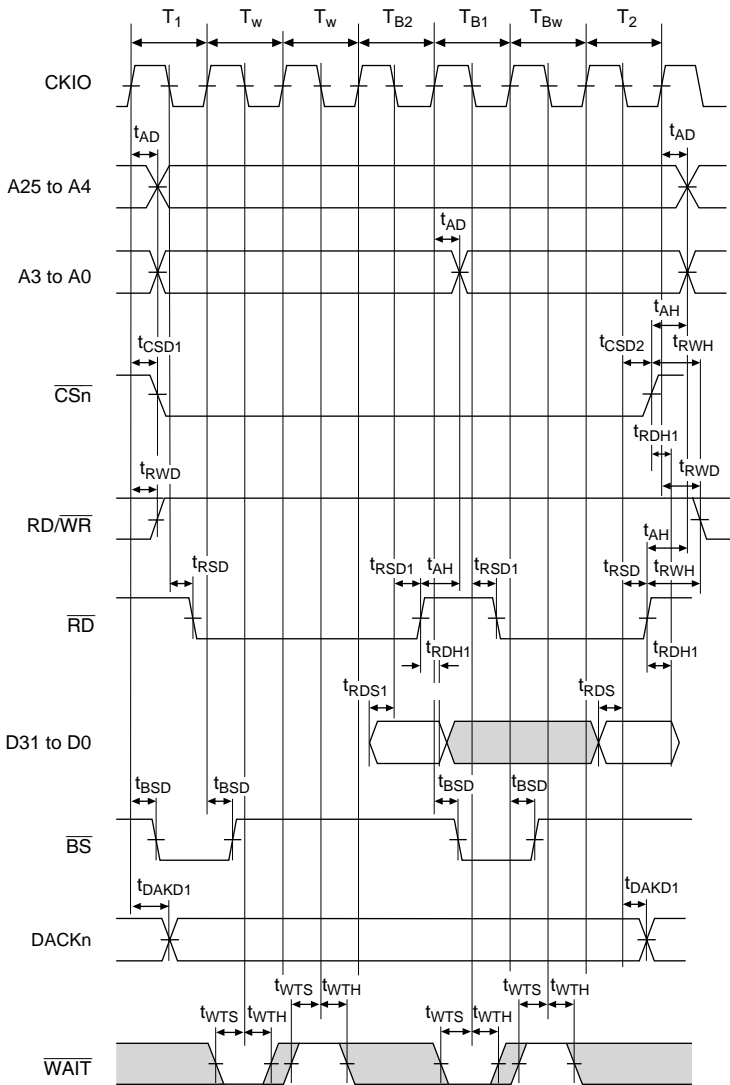 T1 Tw Tw TB2 TB1 TBw T2
CKIO
tAD tAD
A25 to A4
tAD
A3 to A0
tAH
tCSD1 tCSD2 tRWH
CSn
tRDH1
tRWD tRWD
RD/WR
tAH
tRSD tRSD1 tAH tRSD1 tRSD tRWH
RD
tRDH1 tRDH1
tRDS1 tRDS
D31 to D0
tBSD tBSD tBSD tBSD
BS
tDAKD1 tDAKD1
DACKn
tWTS tWTH tWTS tWTH tWTS tWTH tWTS tWTH
WAIT